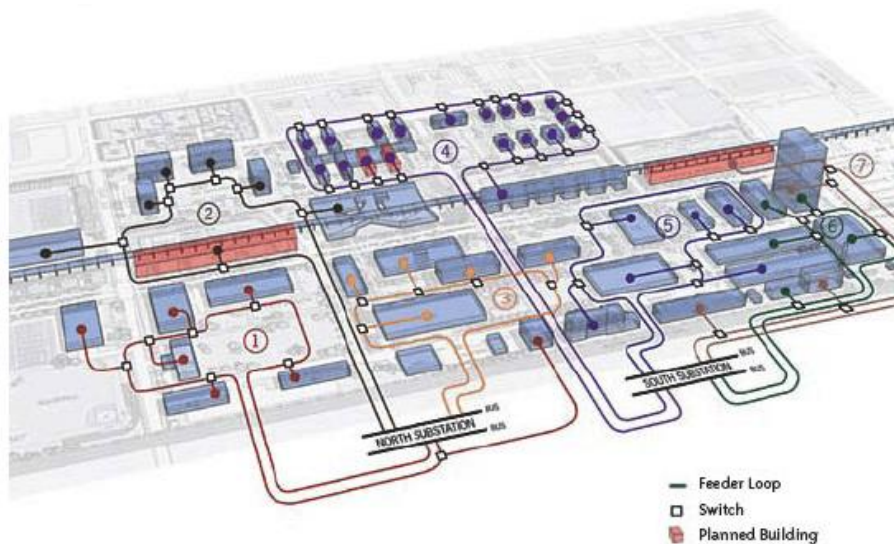 4
7
2
5
6
3
1
SOUTH SUBSTATION
BUS
BUS
NORTH SUBSTATION
BUS
BUS
Feeder Loop
Switch
Planned Building